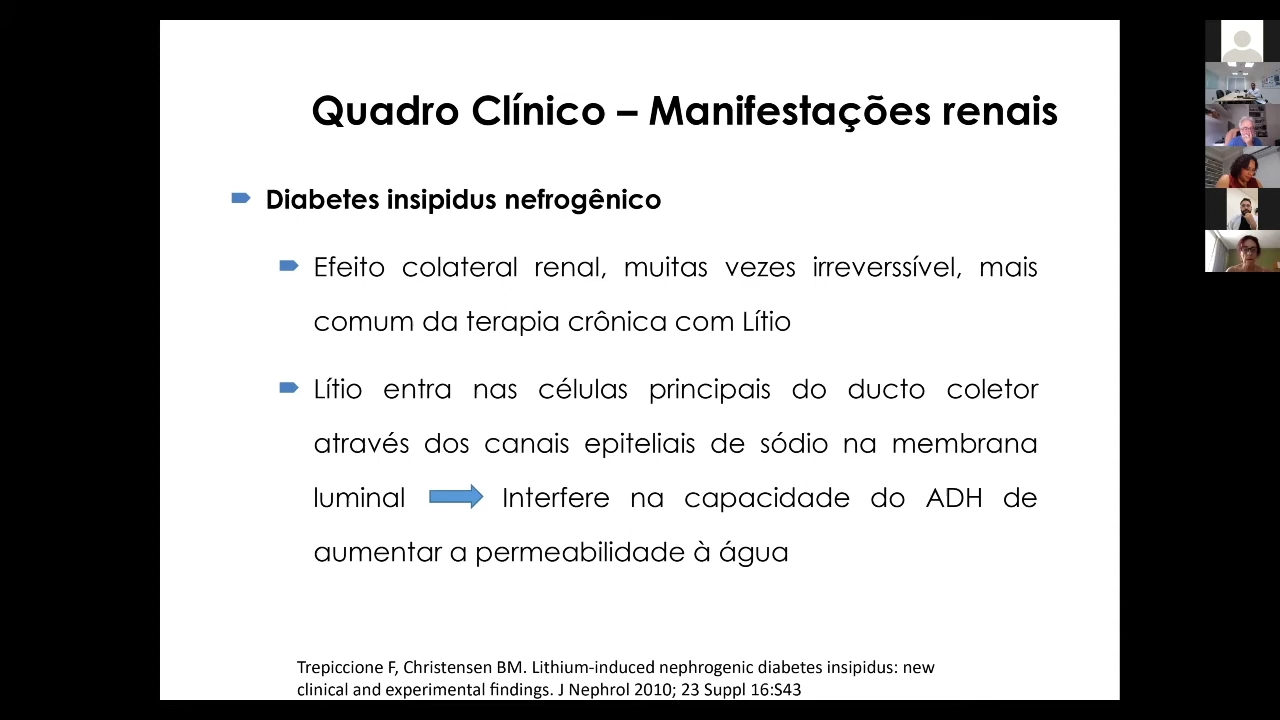 Quadro Clínico – Manifestações renais
Diabetes insipidus nefrogênico
Efeito colateral renal, muitas vezes irreverssível, mais
comum da terapia crônica com Lítio
Lítio entra nas células principais do ducto coletor
através dos canais epiteliais de sódio na membrana
luminal Interfere na capacidade do ADH de
aumentar a permeabilidade à água
Trepiccione F, Christensen BM. Lithium-induced nephrogenic diabetes insipidus: new
clinical and experimental findings. J Nephrol 2010; 23 Suppl 16:S43